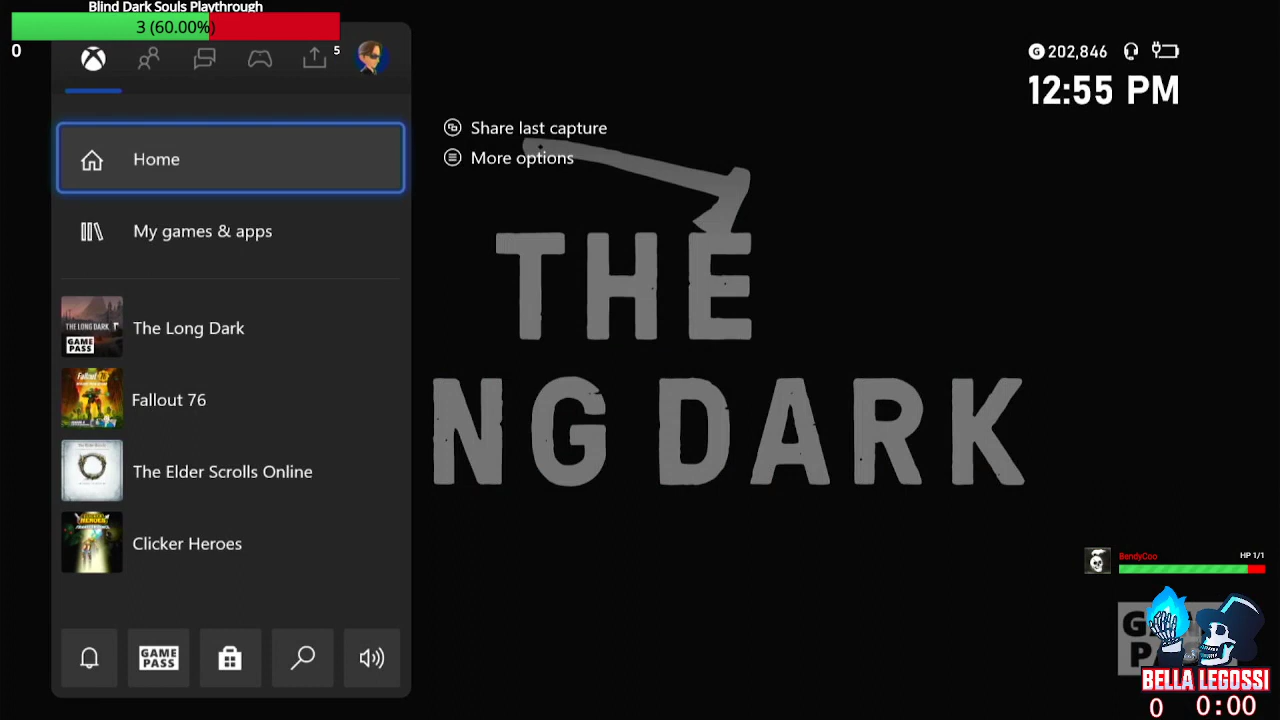 Blind Dark Souls Playthrough
3 (60.00%)
0
5
G 202,846
12:55 PM
Home
My games & apps
Share last capture
More options
THE
NG DARK
THE LONG DARK
GAME
PASS
The Long Dark
Fallout 76
The Elder Scrolls Online
Clicker Heroes
GAME
PASS
BendyCoo
HP 1/1
G
P
BELLA LEGOSSI
0
0:00